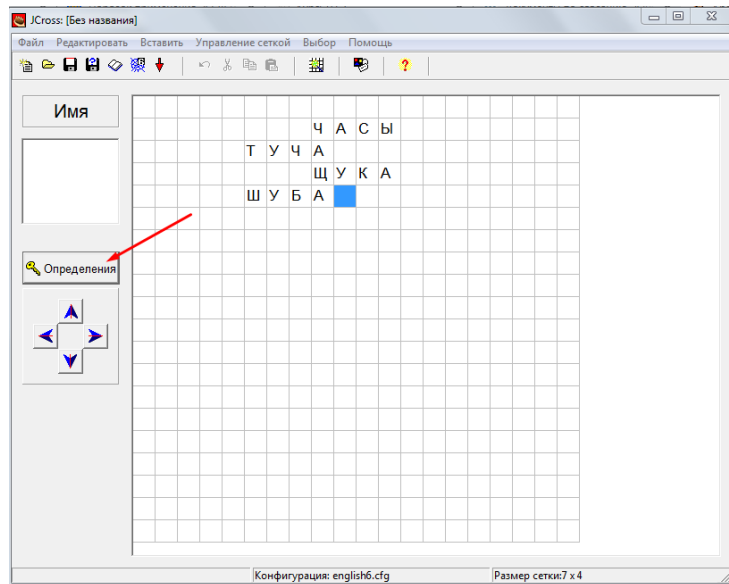 JCross: [Без названия]
Файл Редактировать Вставить Управление сеткой Выбор Помощь
Имя
Ч А С Ы
Т У Ч А
Щ У К А
Ш У Б А
Определения
Конфигурация: english6.cfg Размер сетки:7 x 4